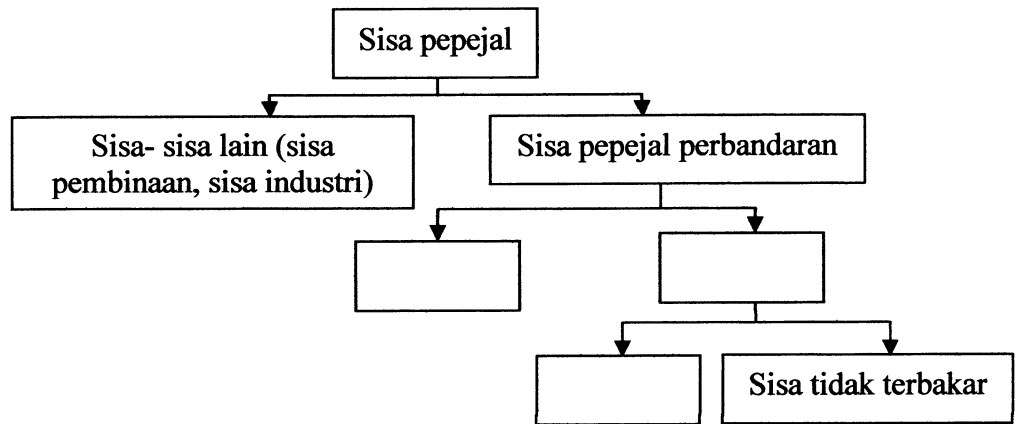 Sisa pepejal
Sisa- sisa lain (sisa
pembinaan, sisa industri)
Sisa pepejal perbandaran
Sisa tidak terbakar